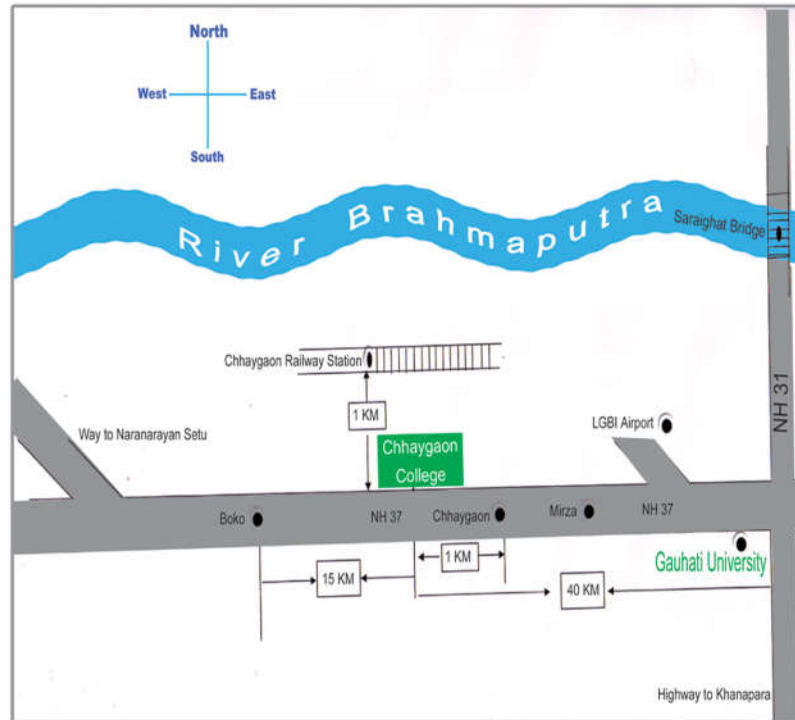 North
West
East
South
River Brahmaputra
Saraighat Bridge
Chhaygaon Railway Station
NH 31
1 KM
LGBI Airport
Way to Naranarayan Setu
Chhaygaon
College
Boko
NH 37
Chhaygaon
Mirza
NH 37
Gauhati University
1 KM
15 KM
40 KM
Highway to Khanapara